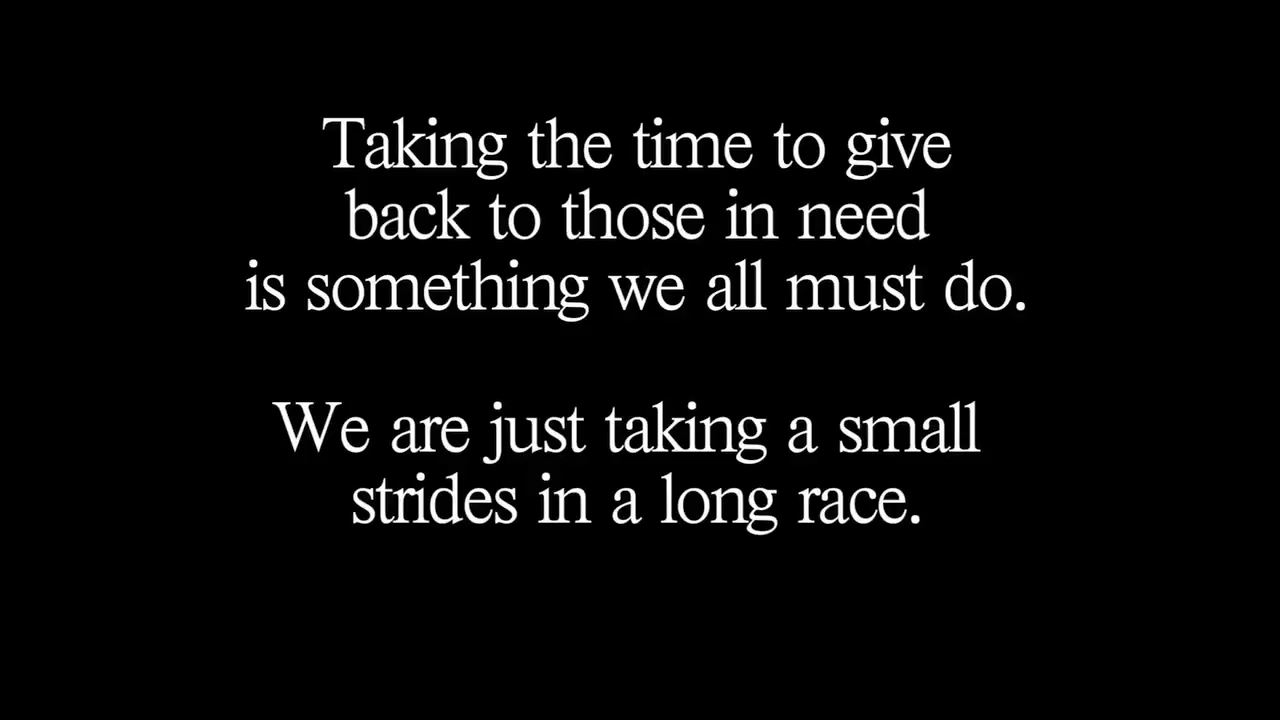 Taking the time to give
back to those in need
is something we all must do.
We are just taking a small
strides in a long race.